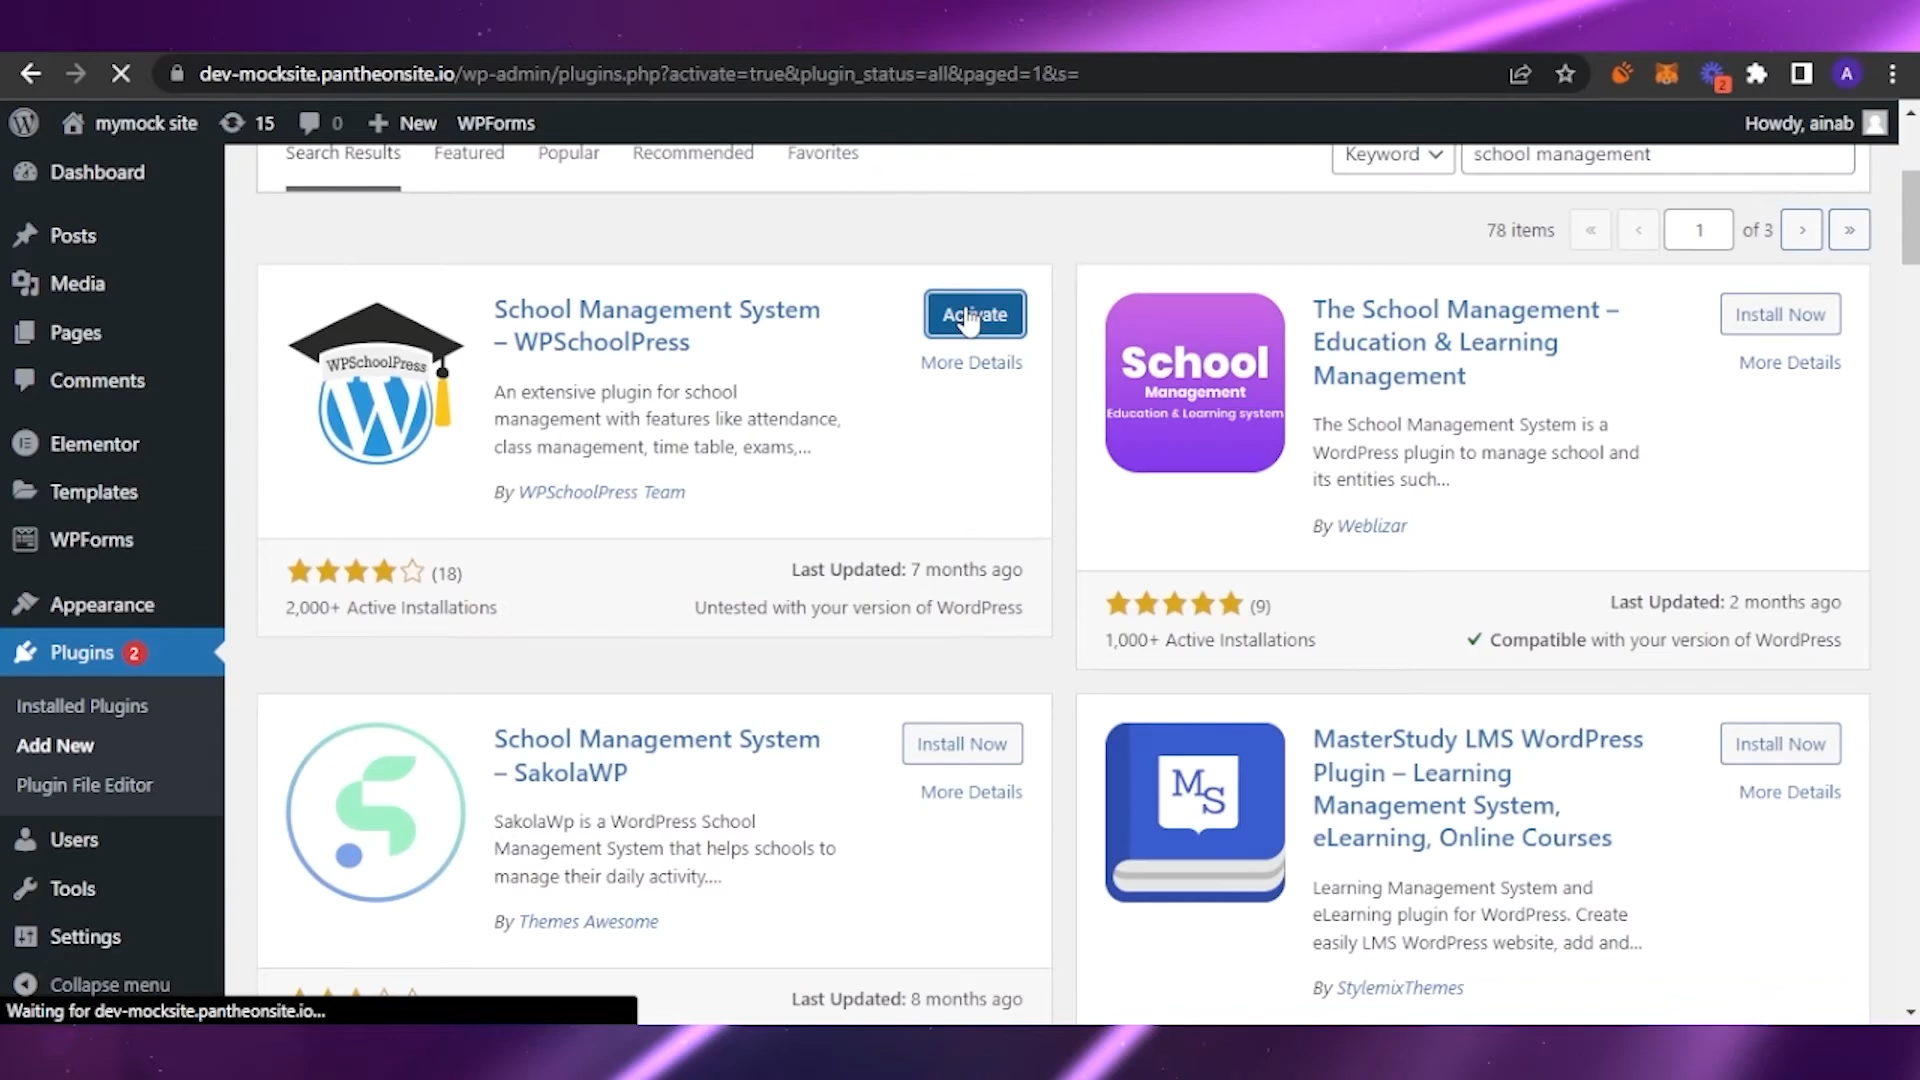 dev-mocksite.pantheonsite.io/wp-admin/plugins.php?activate=true&plugin_status=all&paged=1&s=
2
A
mymock site
15
0
New
WPForms
Howdy, ainab
Search Results
Featured
Popular
Recommended
Favorites
Keyword
school management
78 items
«
‹
1
of 3
›
»
Dashboard
Posts
Media
Pages
Comments
Elementor
Templates
WPForms
Appearance
Plugins 2
Installed Plugins
Add New
Plugin File Editor
Users
Tools
Settings
Collapse menu
WPSchoolPress
School Management System
– WPSchoolPress
Activate
More Details
An extensive plugin for school
management with features like attendance,
class management, time table, exams,...
By WPSchoolPress Team
(18)
Last Updated: 7 months ago
2,000+ Active Installations
Untested with your version of WordPress
School
Management
Education & Learning system
The School Management –
Education & Learning
Management
Install Now
More Details
The School Management System is a
WordPress plugin to manage school and
its entities such...
By Weblizar
(9)
Last Updated: 2 months ago
1,000+ Active Installations
Compatible with your version of WordPress
School Management System
– SakolaWP
Install Now
More Details
SakolaWp is a WordPress School
Management System that helps schools to
manage their daily activity....
By Themes Awesome
Last Updated: 8 months ago
MS
MasterStudy LMS WordPress
Plugin – Learning
Management System,
eLearning, Online Courses
Install Now
More Details
Learning Management System and
eLearning plugin for WordPress. Create
easily LMS WordPress website, add and...
By StylemixThemes
Waiting for dev-mocksite.pantheonsite.io...